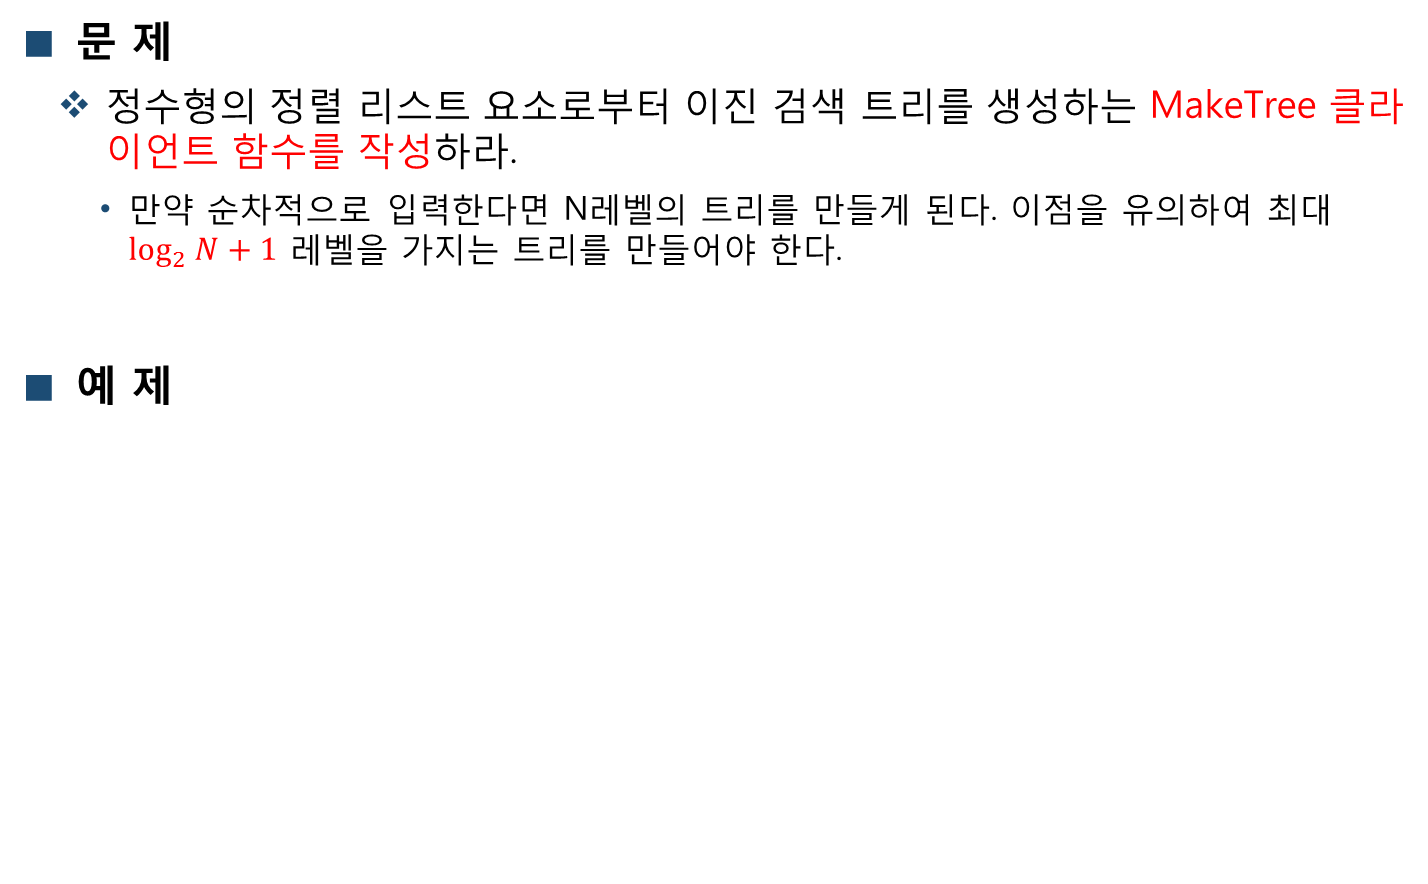 ■ 문 제
❖ 정수형의 정렬 리스트 요소로부터 이진 검색 트리를 생성하는 MakeTree 클라
이언트 함수를 작성하라.
• 만약 순차적으로 입력한다면 N레벨의 트리를 만들게 된다. 이점을 유의하여 최대
log₂ N + 1 레벨을 가지는 트리를 만들어야 한다.
■ 예 제